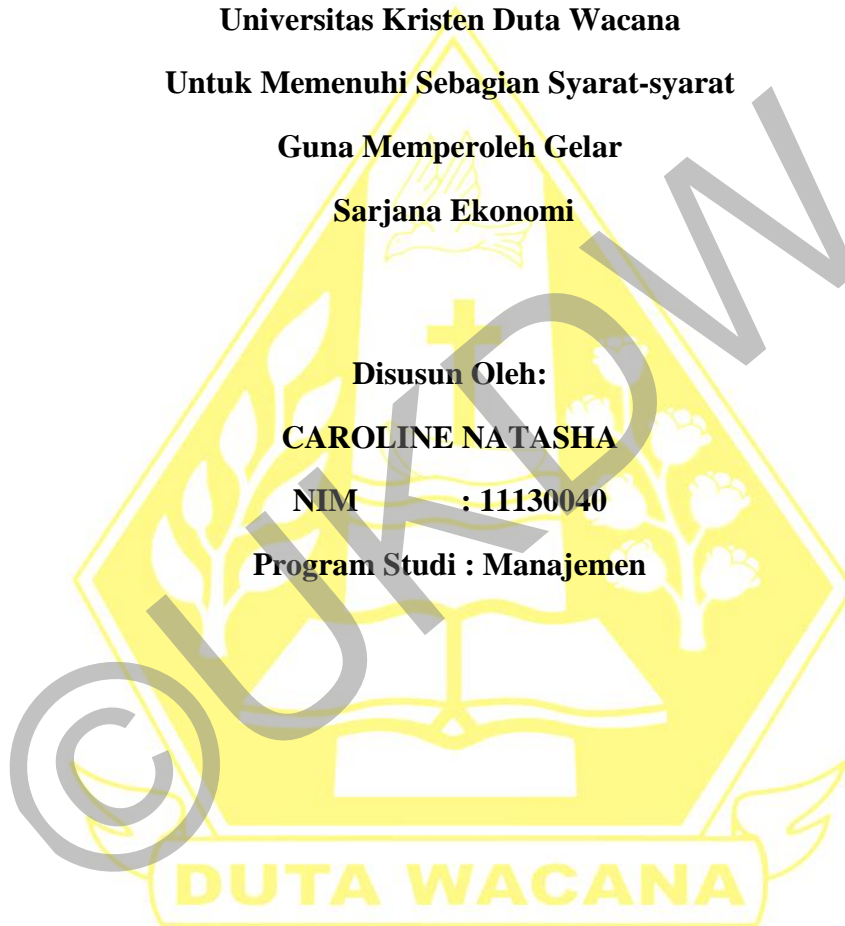 Universitas Kristen Duta Wacana
Untuk Memenuhi Sebagian Syarat-syarat
Guna Memperoleh Gelar
Sarjana Ekonomi
Disusun Oleh:
CAROLINE NATASHA
NIM : 11130040
Program Studi : Manajemen
©UKDW
DUTA WACANA